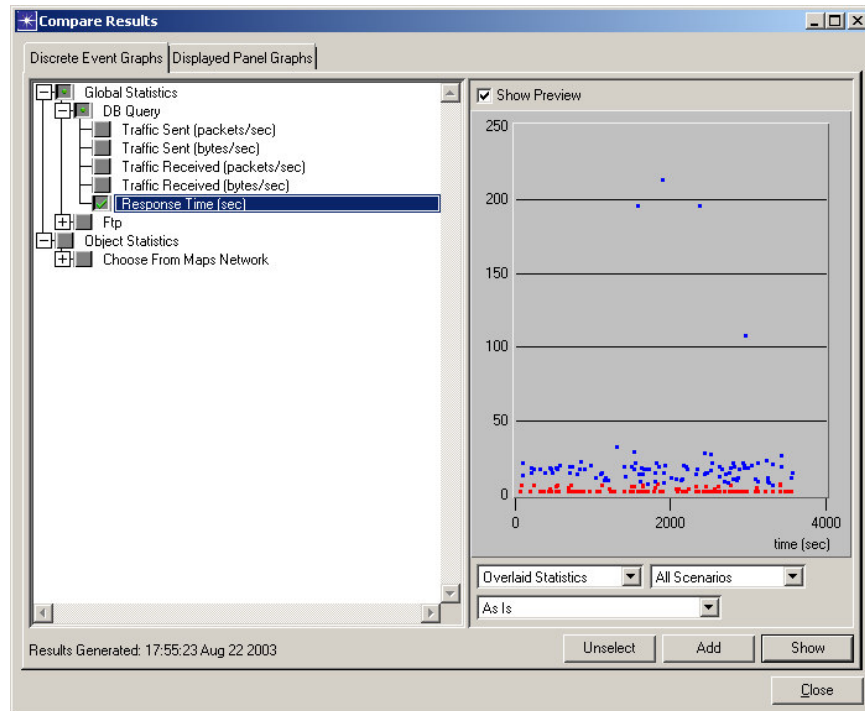 Compare Results
Discrete Event Graphs Displayed Panel Graphs
Global Statistics
DB Query
Traffic Sent (packets/sec)
Traffic Sent (bytes/sec)
Traffic Received (packets/sec)
Traffic Received (bytes/sec)
Response Time (sec)
Ftp
Object Statistics
Choose From Maps Network
Show Preview
250
200
150
100
50
0
0 2000 4000
time (sec)
Overlaid Statistics All Scenarios
As Is
Results Generated: 17:55:23 Aug 22 2003
Unselect Add Show
Close